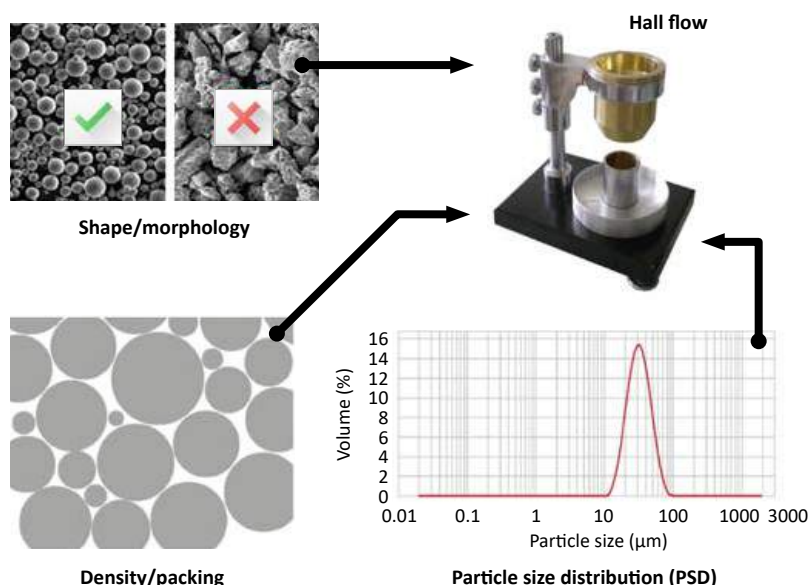 Hall flow
Shape/morphology
16
14
12
10
8
6
4
2
0
Volume (%)
0.01 0.1 1 10 100 1000 3000
Particle size (µm)
Density/packing
Particle size distribution (PSD)